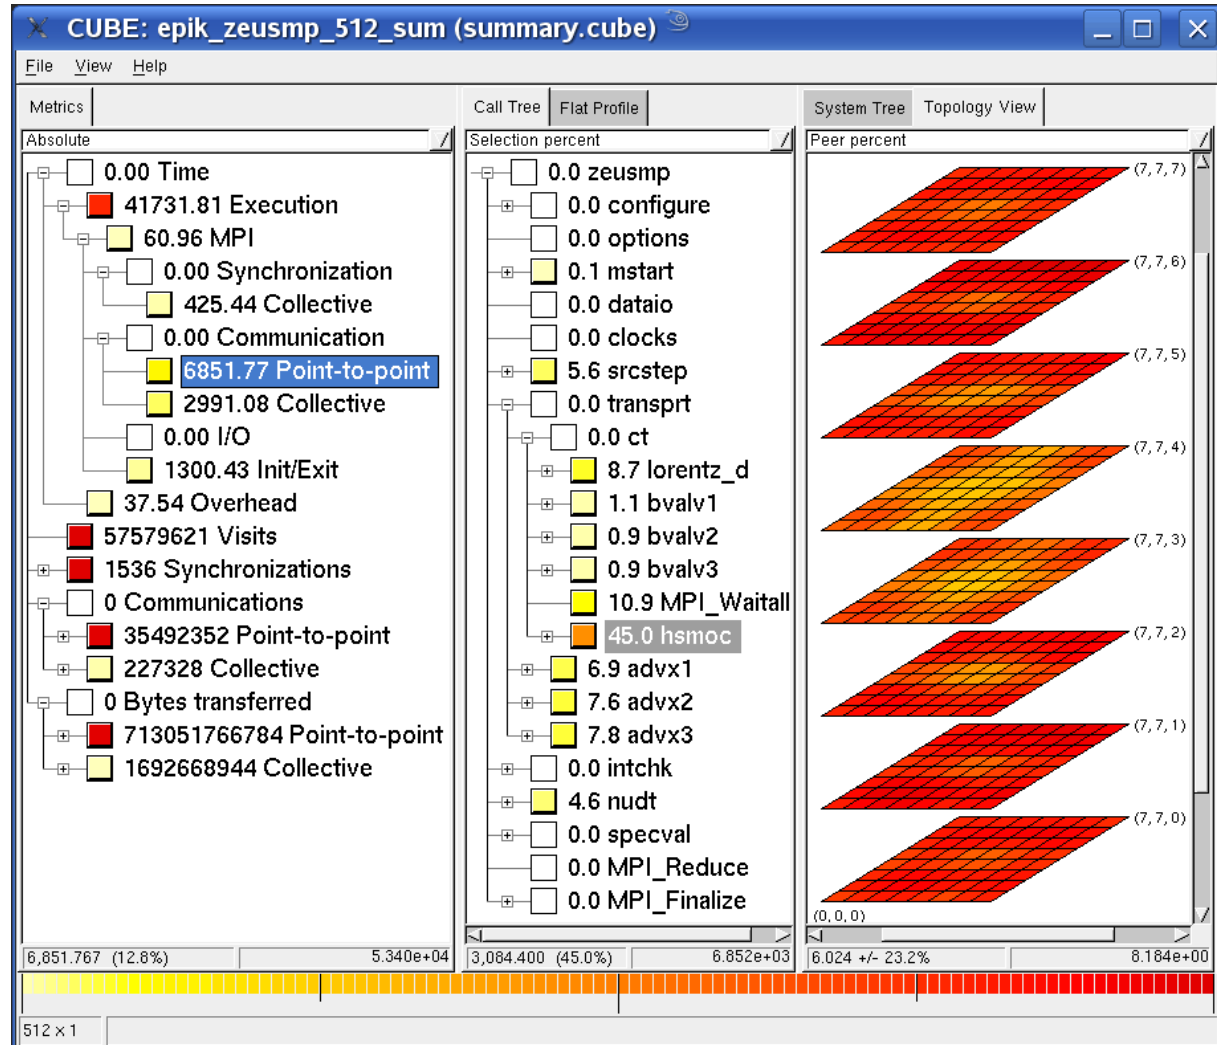 CUBE: epik_zeusmp_512_sum (summary.cube)
File View Help
Metrics
Absolute
0.00 Time
41731.81 Execution
60.96 MPI
0.00 Synchronization
425.44 Collective
0.00 Communication
6851.77 Point-to-point
2991.08 Collective
0.00 I/O
1300.43 Init/Exit
37.54 Overhead
57579621 Visits
1536 Synchronizations
0 Communications
35492352 Point-to-point
227328 Collective
0 Bytes transferred
713051766784 Point-to-point
1692668944 Collective
6,851.767 (12.8%) 5.340e+04
Call Tree Flat Profile
Selection percent
0.0 zeusmp
0.0 configure
0.0 options
0.1 mstart
0.0 dataio
0.0 clocks
5.6 srcstep
0.0 transprt
0.0 ct
8.7 lorentz_d
1.1 bvalv1
0.9 bvalv2
0.9 bvalv3
10.9 MPI_Waitall
45.0 hsmoc
6.9 advx1
7.6 advx2
7.8 advx3
0.0 intchk
4.6 nudt
0.0 specval
0.0 MPI_Reduce
0.0 MPI_Finalize
3,084.400 (45.0%) 6.852e+03
System Tree Topology View
Peer percent
(7, 7, 7)
(7, 7, 6)
(7, 7, 5)
(7, 7, 4)
(7, 7, 3)
(7, 7, 2)
(7, 7, 1)
(7, 7, 0)
(0, 0, 0)
6.024 +/- 23.2% 8.184e+00
512 x 1